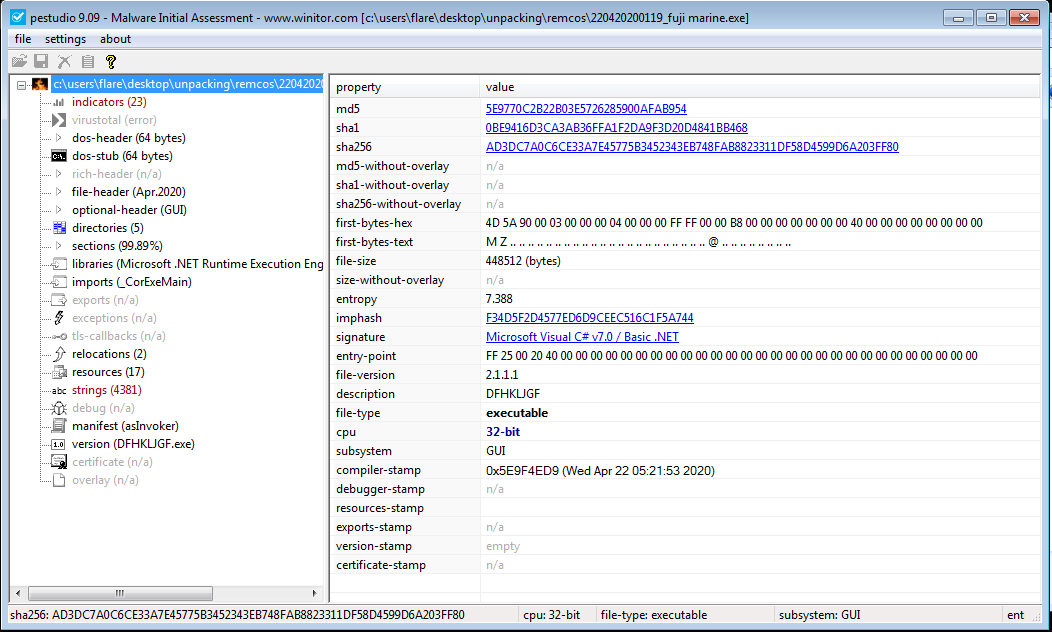 pestudio 9.09 - Malware Initial Assessment - www.winitor.com [c:\users\flare\desktop\unpacking\remcos\220420200119_fuji marine.exe]
file settings about
c:\users\flare\desktop\unpacking\remcos\2204202001
indicators (23)
virustotal (error)
dos-header (64 bytes)
dos-stub (64 bytes)
rich-header (n/a)
file-header (Apr.2020)
optional-header (GUI)
directories (5)
sections (99.89%)
libraries (Microsoft .NET Runtime Execution Eng
imports (_CorExeMain)
exports (n/a)
exceptions (n/a)
tls-callbacks (n/a)
relocations (2)
resources (17)
abc strings (4381)
debug (n/a)
manifest (asInvoker)
1.0 version (DFHKLJGF.exe)
certificate (n/a)
overlay (n/a)
property value
md5 5E9770C2B22B03E5726285900AFAB954
sha1 0BE9416D3CA3AB36FFA1F2DA9F3D20D4841BB468
sha256 AD3DC7A0C6CE33A7E45775B3452343EB748FAB8823311DF58D4599D6A203FF80
md5-without-overlay n/a
sha1-without-overlay n/a
sha256-without-overlay n/a
first-bytes-hex 4D 5A 90 00 03 00 00 00 04 00 00 00 FF FF 00 00 B8 00 00 00 00 00 00 00 40 00 00 00 00 00 00 00
first-bytes-text M Z .. .. .. .. .. .. .. .. .. .. .. .. .. .. .. .. .. .. .. .. .. .. @ .. .. .. .. .. .. ..
file-size 448512 (bytes)
size-without-overlay n/a
entropy 7.388
imphash F34D5F2D4577ED6D9CEEC516C1F5A744
signature Microsoft Visual C# v7.0 / Basic .NET
entry-point FF 25 00 20 40 00 00 00 00 00 00 00 00 00 00 00 00 00 00 00 00 00 00 00 00 00 00 00 00 00 00 00
file-version 2.1.1.1
description DFHKLJGF
file-type executable
cpu 32-bit
subsystem GUI
compiler-stamp 0x5E9F4ED9 (Wed Apr 22 05:21:53 2020)
debugger-stamp n/a
resources-stamp
exports-stamp n/a
version-stamp empty
certificate-stamp n/a
sha256: AD3DC7A0C6CE33A7E45775B3452343EB748FAB8823311DF58D4599D6A203FF80 cpu: 32-bit file-type: executable subsystem: GUI ent